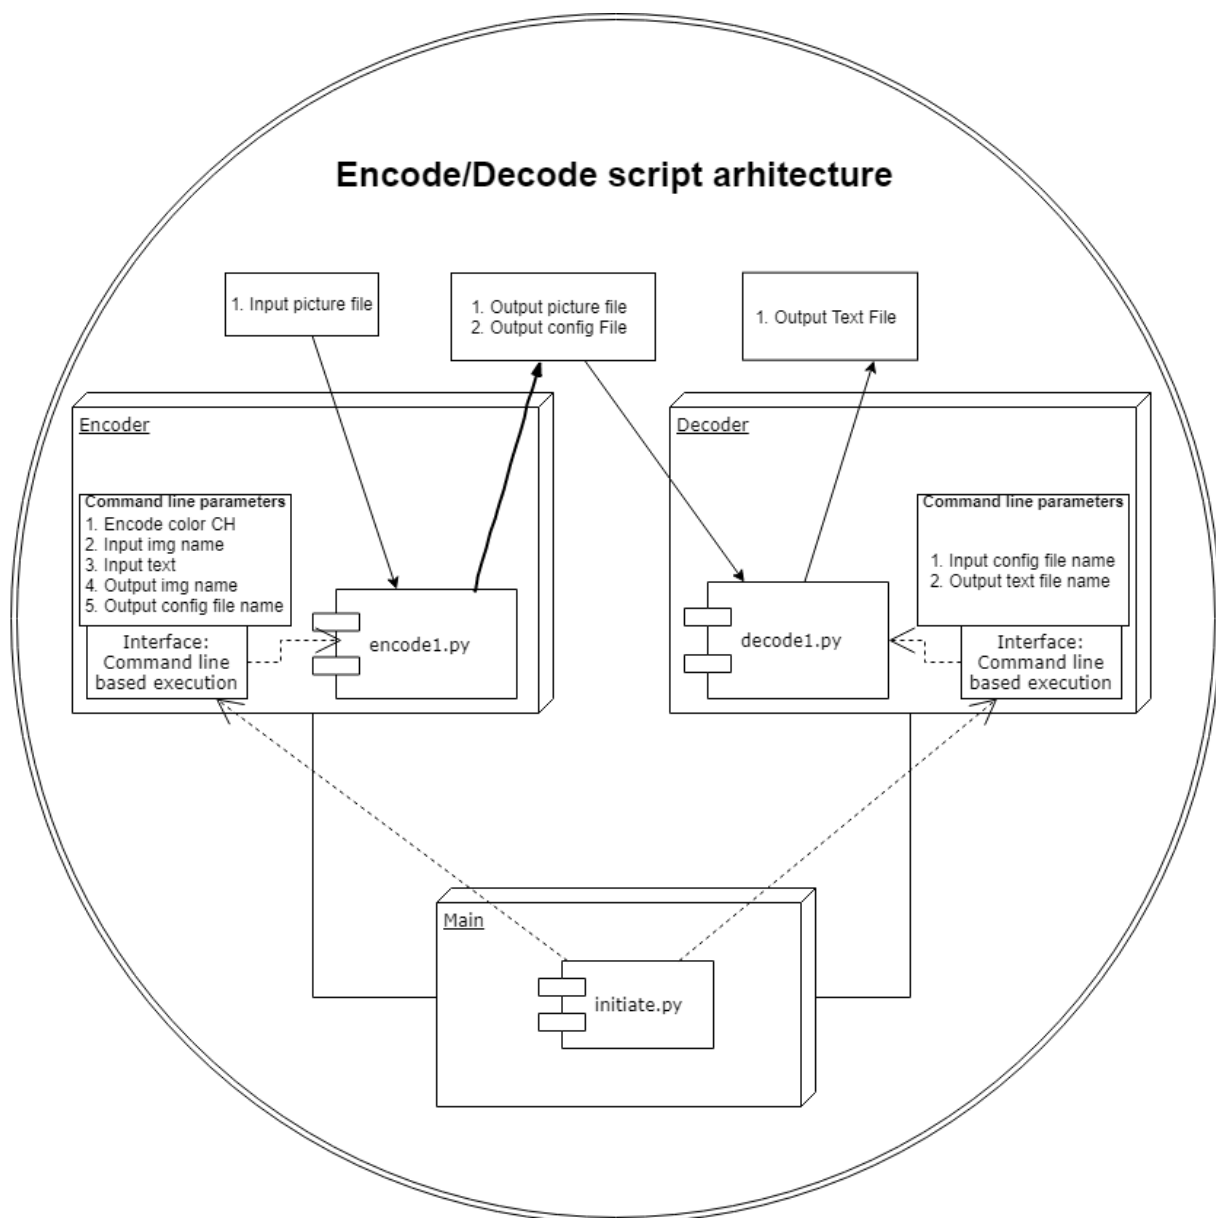 Encode/Decode script arhitecture
1. Input picture file
1. Output picture file
2. Output config File
1. Output Text File
Encoder
Command line parameters
1. Encode color CH
2. Input img name
3. Input text
4. Output img name
5. Output config file name
Interface:
Command line
based execution
encode1.py
Decoder
Command line parameters
1. Input config file name
2. Output text file name
decode1.py
Interface:
Command line
based execution
Main
initiate.py